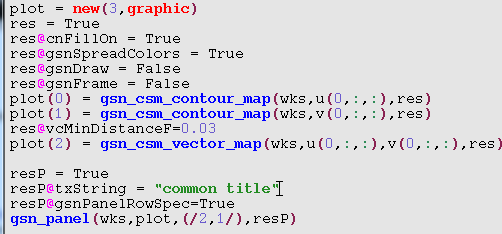 plot = new(3,graphic)
res = True
res@cnFillOn = True
res@gsnSpreadColors = True
res@gsnDraw = False
res@gsnFrame = False
plot(0) = gsn_csm_contour_map(wks,u(0,:,:),res)
plot(1) = gsn_csm_contour_map(wks,v(0,:,:),res)
res@vcMinDistanceF=0.03
plot(2) = gsn_csm_vector_map(wks,u(0,:,:),v(0,:,:),res)
resP = True
resP@txString = "common title"
resP@gsnPanelRowSpec=True
gsn_panel(wks,plot,(/2,1/),resP)